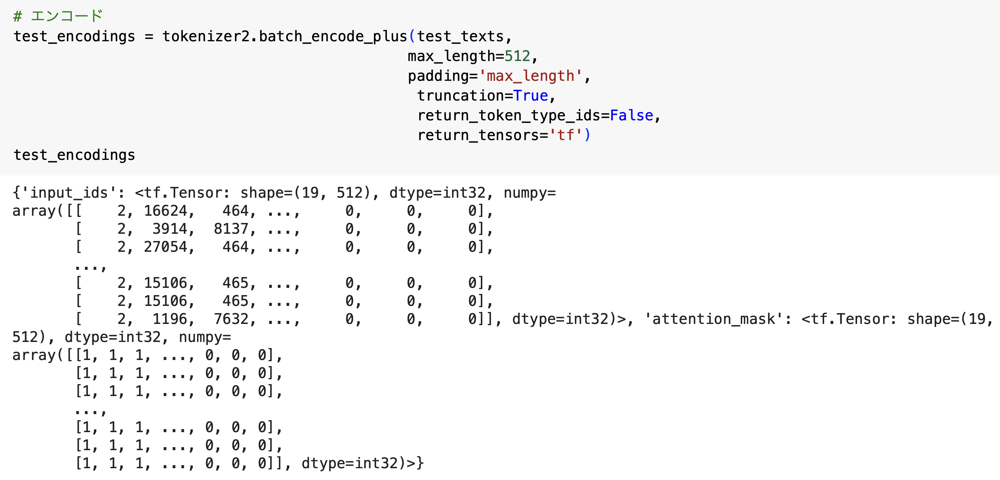 # エンコード
test_encodings = tokenizer2.batch_encode_plus(test_texts,
max_length=512,
padding='max_length',
truncation=True,
return_token_type_ids=False,
return_tensors='tf')
test_encodings
{'input_ids': <tf.Tensor: shape=(19, 512), dtype=int32, numpy=
array([[    2, 16624,   464, ...,     0,     0,     0],
[    2,  3914,  8137, ...,     0,     0,     0],
[    2, 27054,   464, ...,     0,     0,     0],
...,
[    2, 15106,   465, ...,     0,     0,     0],
[    2, 15106,   465, ...,     0,     0,     0],
[    2,  1196,  7632, ...,     0,     0,     0]], dtype=int32)>, 'attention_mask': <tf.Tensor: shape=(19,
512), dtype=int32, numpy=
array([[1, 1, 1, ..., 0, 0, 0],
[1, 1, 1, ..., 0, 0, 0],
[1, 1, 1, ..., 0, 0, 0],
...,
[1, 1, 1, ..., 0, 0, 0],
[1, 1, 1, ..., 0, 0, 0],
[1, 1, 1, ..., 0, 0, 0]], dtype=int32)>}